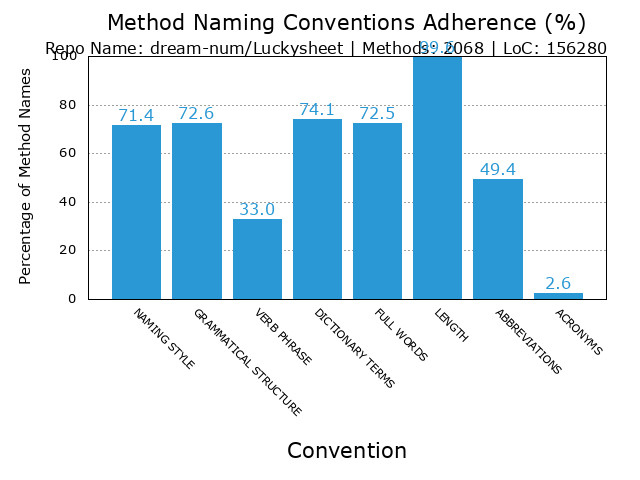 Method Naming Conventions Adherence (%)
Repo Name: dream-num/Luckysheet | Methods: | LoC: 156280
Percentage of Method Names
100
80
60
40
20
0
71.4
72.6
33.0
74.1
72.5
49.4
2.6
NAMING STYLE
GRAMMATICAL STRUCTURE
VERB PHRASE
DICTIONARY TERMS
FULL WORDS
LENGTH
ABBREVIATIONS
ACRONYMS
Convention